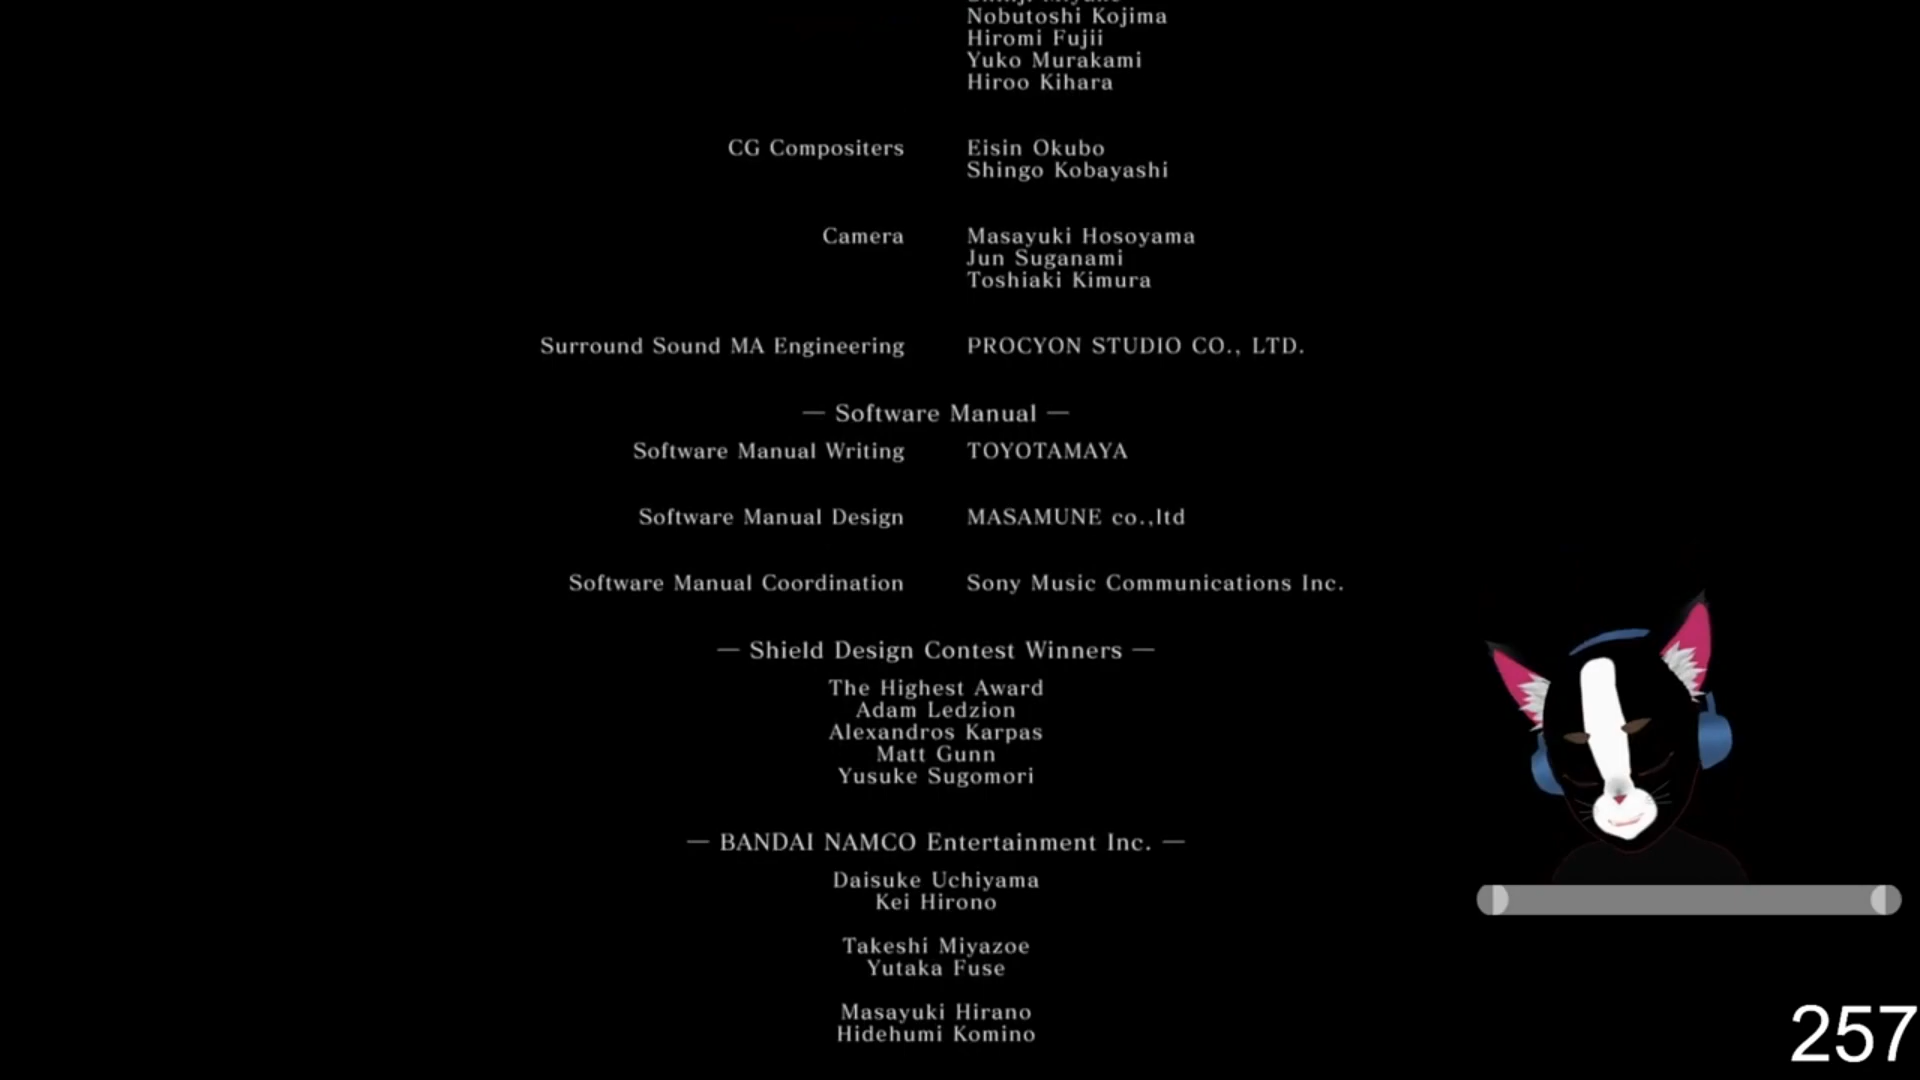 Nobutoshi Kojima
Hiromi Fujii
Yuko Murakami
Hiroo Kihara
CG Compositers Eisin Okubo
Shingo Kobayashi
Camera Masayuki Hosoyama
Jun Suganami
Toshiaki Kimura
Surround Sound MA Engineering PROCYON STUDIO CO., LTD.
— Software Manual —
Software Manual Writing TOYOTAMAYA
Software Manual Design MASAMUNE co.,ltd
Software Manual Coordination Sony Music Communications Inc.
— Shield Design Contest Winners —
The Highest Award
Adam Ledzion
Alexandros Karpas
Matt Gunn
Yusuke Sugomori
— BANDAI NAMCO Entertainment Inc. —
Daisuke Uchiyama
Kei Hirono
Takeshi Miyazoe
Yutaka Fuse
Masayuki Hirano
Hidehumi Komino
257